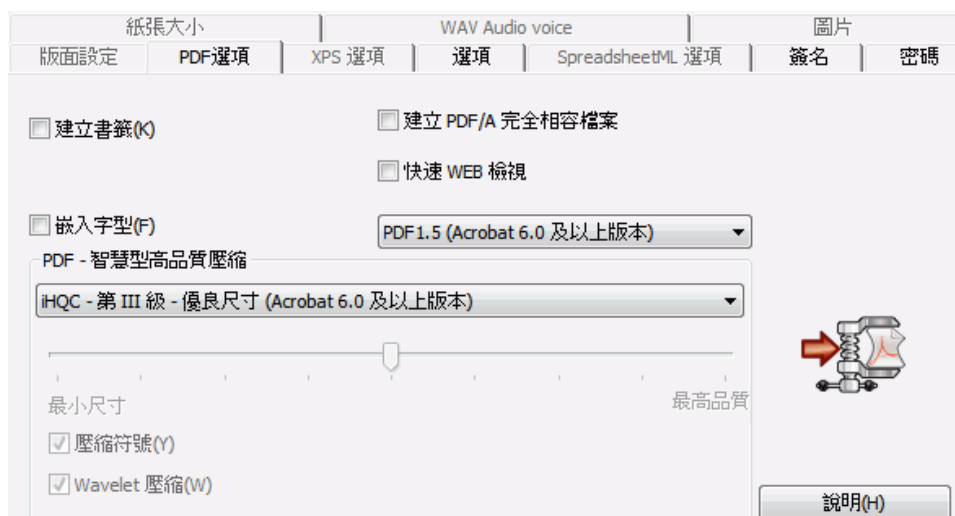 紙張大小 WAV Audio voice 圖片
版面設定 PDF選項 XPS 選項 選項 SpreadsheetML 選項 簽名 密碼
建立書籤(K) 建立 PDF/A 完全相容檔案
快速 WEB 檢視
嵌入字型(F) PDF1.5 (Acrobat 6.0 及以上版本)
PDF - 智慧型高品質壓縮
iHQC - 第 III 級 - 優良尺寸 (Acrobat 6.0 及以上版本)
最小尺寸 最高品質
壓縮符號(Y)
Wavelet 壓縮(W)
說明(H)